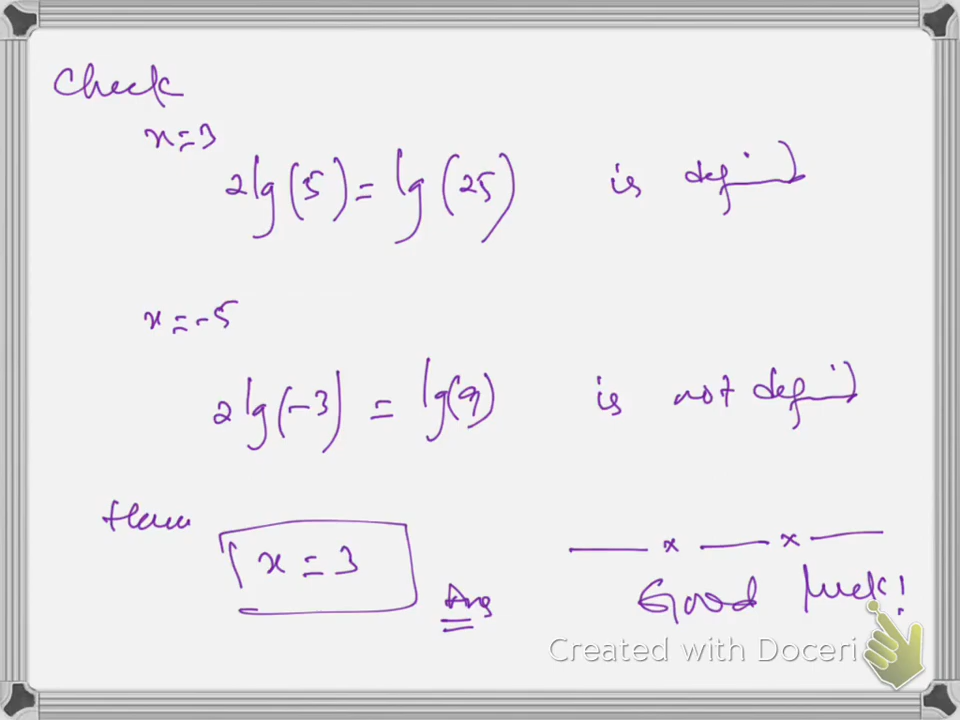 Check
x=3
2lg(5) = lg(25) is defined
x=-5
2lg(-3) = lg(9) is not defined
x = 3
Ans
x x
Good luck!
Created with Doceri